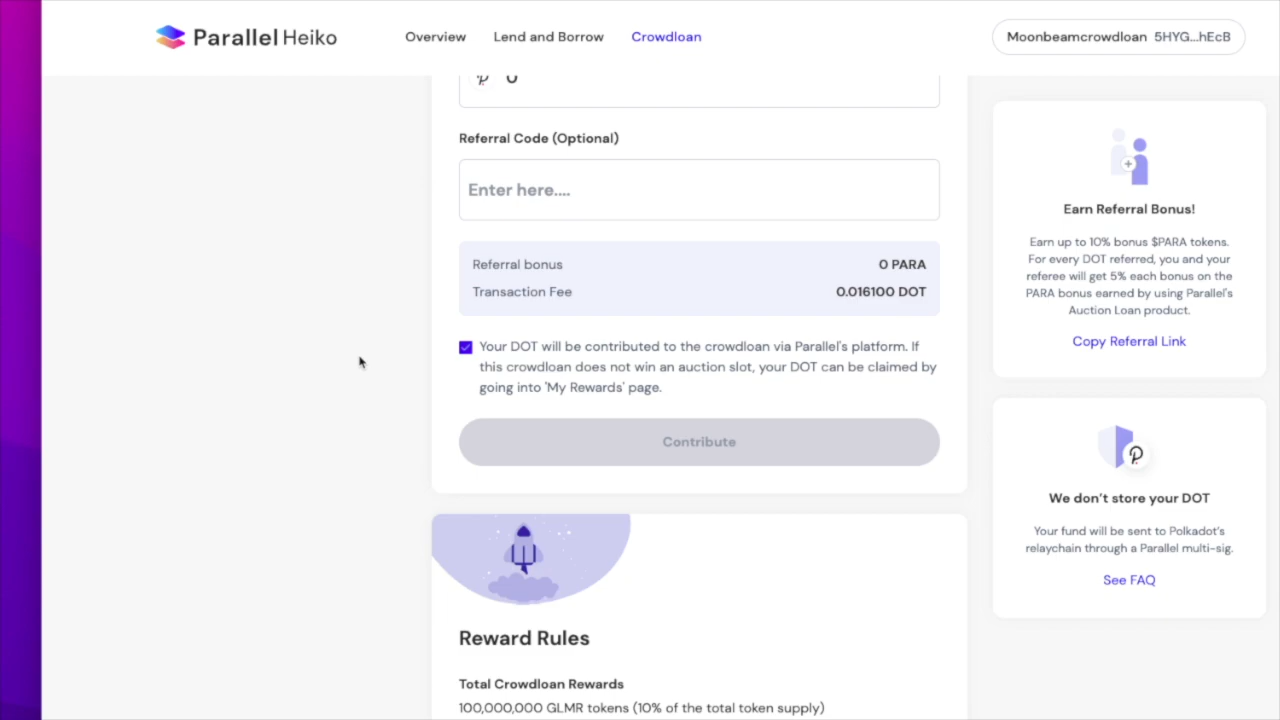 Parallel Heiko
Overview
Lend and Borrow
Crowdloan
Moonbeamcrowdloan 5HYG...hEcB
0
Referral Code (Optional)
Enter here....
Referral bonus
0 PARA
Transaction Fee
0.016100 DOT
Your DOT will be contributed to the crowdloan via Parallel's platform. If
this crowdloan does not win an auction slot, your DOT can be claimed by
going into 'My Rewards' page.
Contribute
Reward Rules
Total Crowdloan Rewards
100,000,000 GLMR tokens (10% of the total token supply)
Earn Referral Bonus!
Earn up to 10% bonus $PARA tokens.
For every DOT referred, you and your
referee will get 5% each bonus on the
PARA bonus earned by using Parallel's
Auction Loan product.
Copy Referral Link
We don't store your DOT
Your fund will be sent to Polkadot's
relaychain through a Parallel multi-sig.
See FAQ